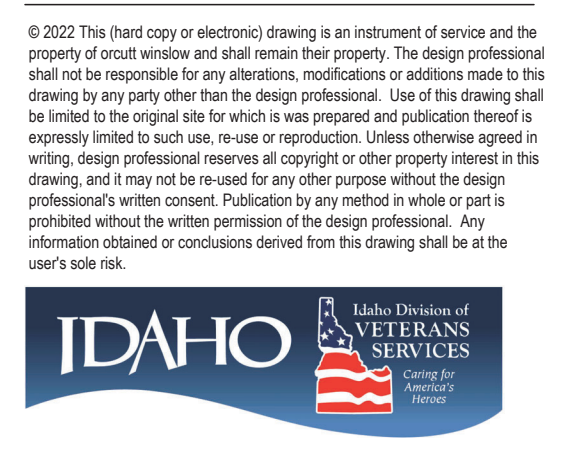 © 2022 This (hard copy or electronic) drawing is an instrument of service and the
property of orcutt winslow and shall remain their property. The design professional
shall not be responsible for any alterations, modifications or additions made to this
drawing by any party other than the design professional.  Use of this drawing shall
be limited to the original site for which is was prepared and publication thereof is
expressly limited to such use, re-use or reproduction. Unless otherwise agreed in
writing, design professional reserves all copyright or other property interest in this
drawing, and it may not be re-used for any other purpose without the design
professional's written consent. Publication by any method in whole or part is
prohibited without the written permission of the design professional.  Any
information obtained or conclusions derived from this drawing shall be at the
user's sole risk.
IDAHO
Idaho Division of
VETERANS
SERVICES
Caring for
America's
Heroes